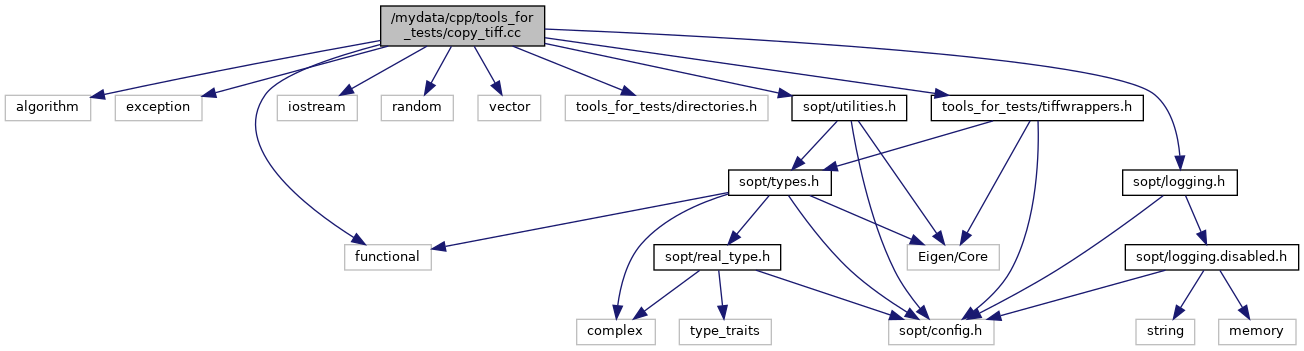 /mydata/cpp/tools_for
_tests/copy_tiff.cc
algorithm
exception
iostream
random
vector
tools_for_tests/directories.h
sopt/utilities.h
tools_for_tests/tiffwrappers.h
sopt/types.h
sopt/logging.h
functional
sopt/real_type.h
Eigen/Core
sopt/logging.disabled.h
complex
type_traits
sopt/config.h
string
memory